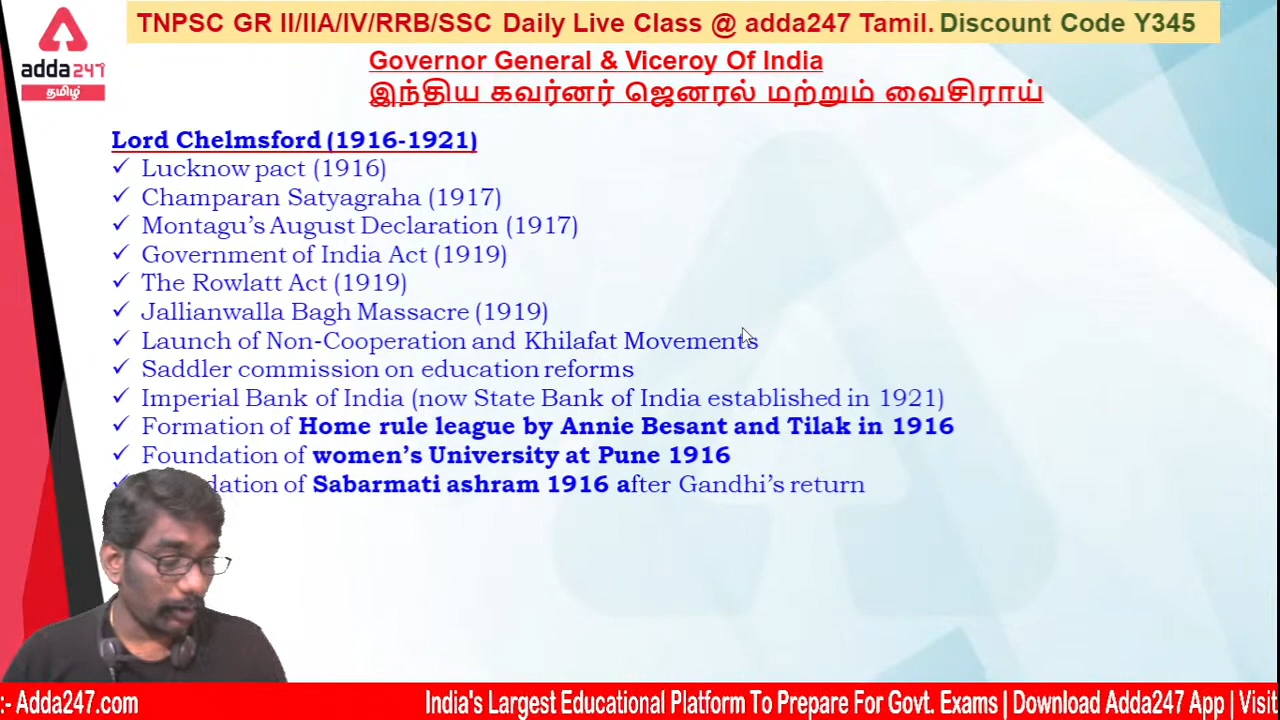 TNPSC GR II/IIA/IV/RRB/SSC Daily Live Class @ adda247 Tamil. Discount Code Y345
adda247
தமிழ்
Governor General & Viceroy Of India
இந்திய கவர்னர் ஜெனரல் மற்றும் வைசிராய்
Lord Chelmsford (1916-1921)
✓ Lucknow pact (1916)
✓ Champaran Satyagraha (1917)
✓ Montagu's August Declaration (1917)
✓ Government of India Act (1919)
✓ The Rowlatt Act (1919)
✓ Jallianwalla Bagh Massacre (1919)
✓ Launch of Non-Cooperation and Khilafat Movements
✓ Saddler commission on education reforms
✓ Imperial Bank of India (now State Bank of India established in 1921)
✓ Formation of Home rule league by Annie Besant and Tilak in 1916
✓ Foundation of women's University at Pune 1916
✓ dation of Sabarmati ashram 1916 after Gandhi's return
:- Adda247.com India's Largest Educational Platform To Prepare For Govt. Exams | Download Adda247 App | Visit